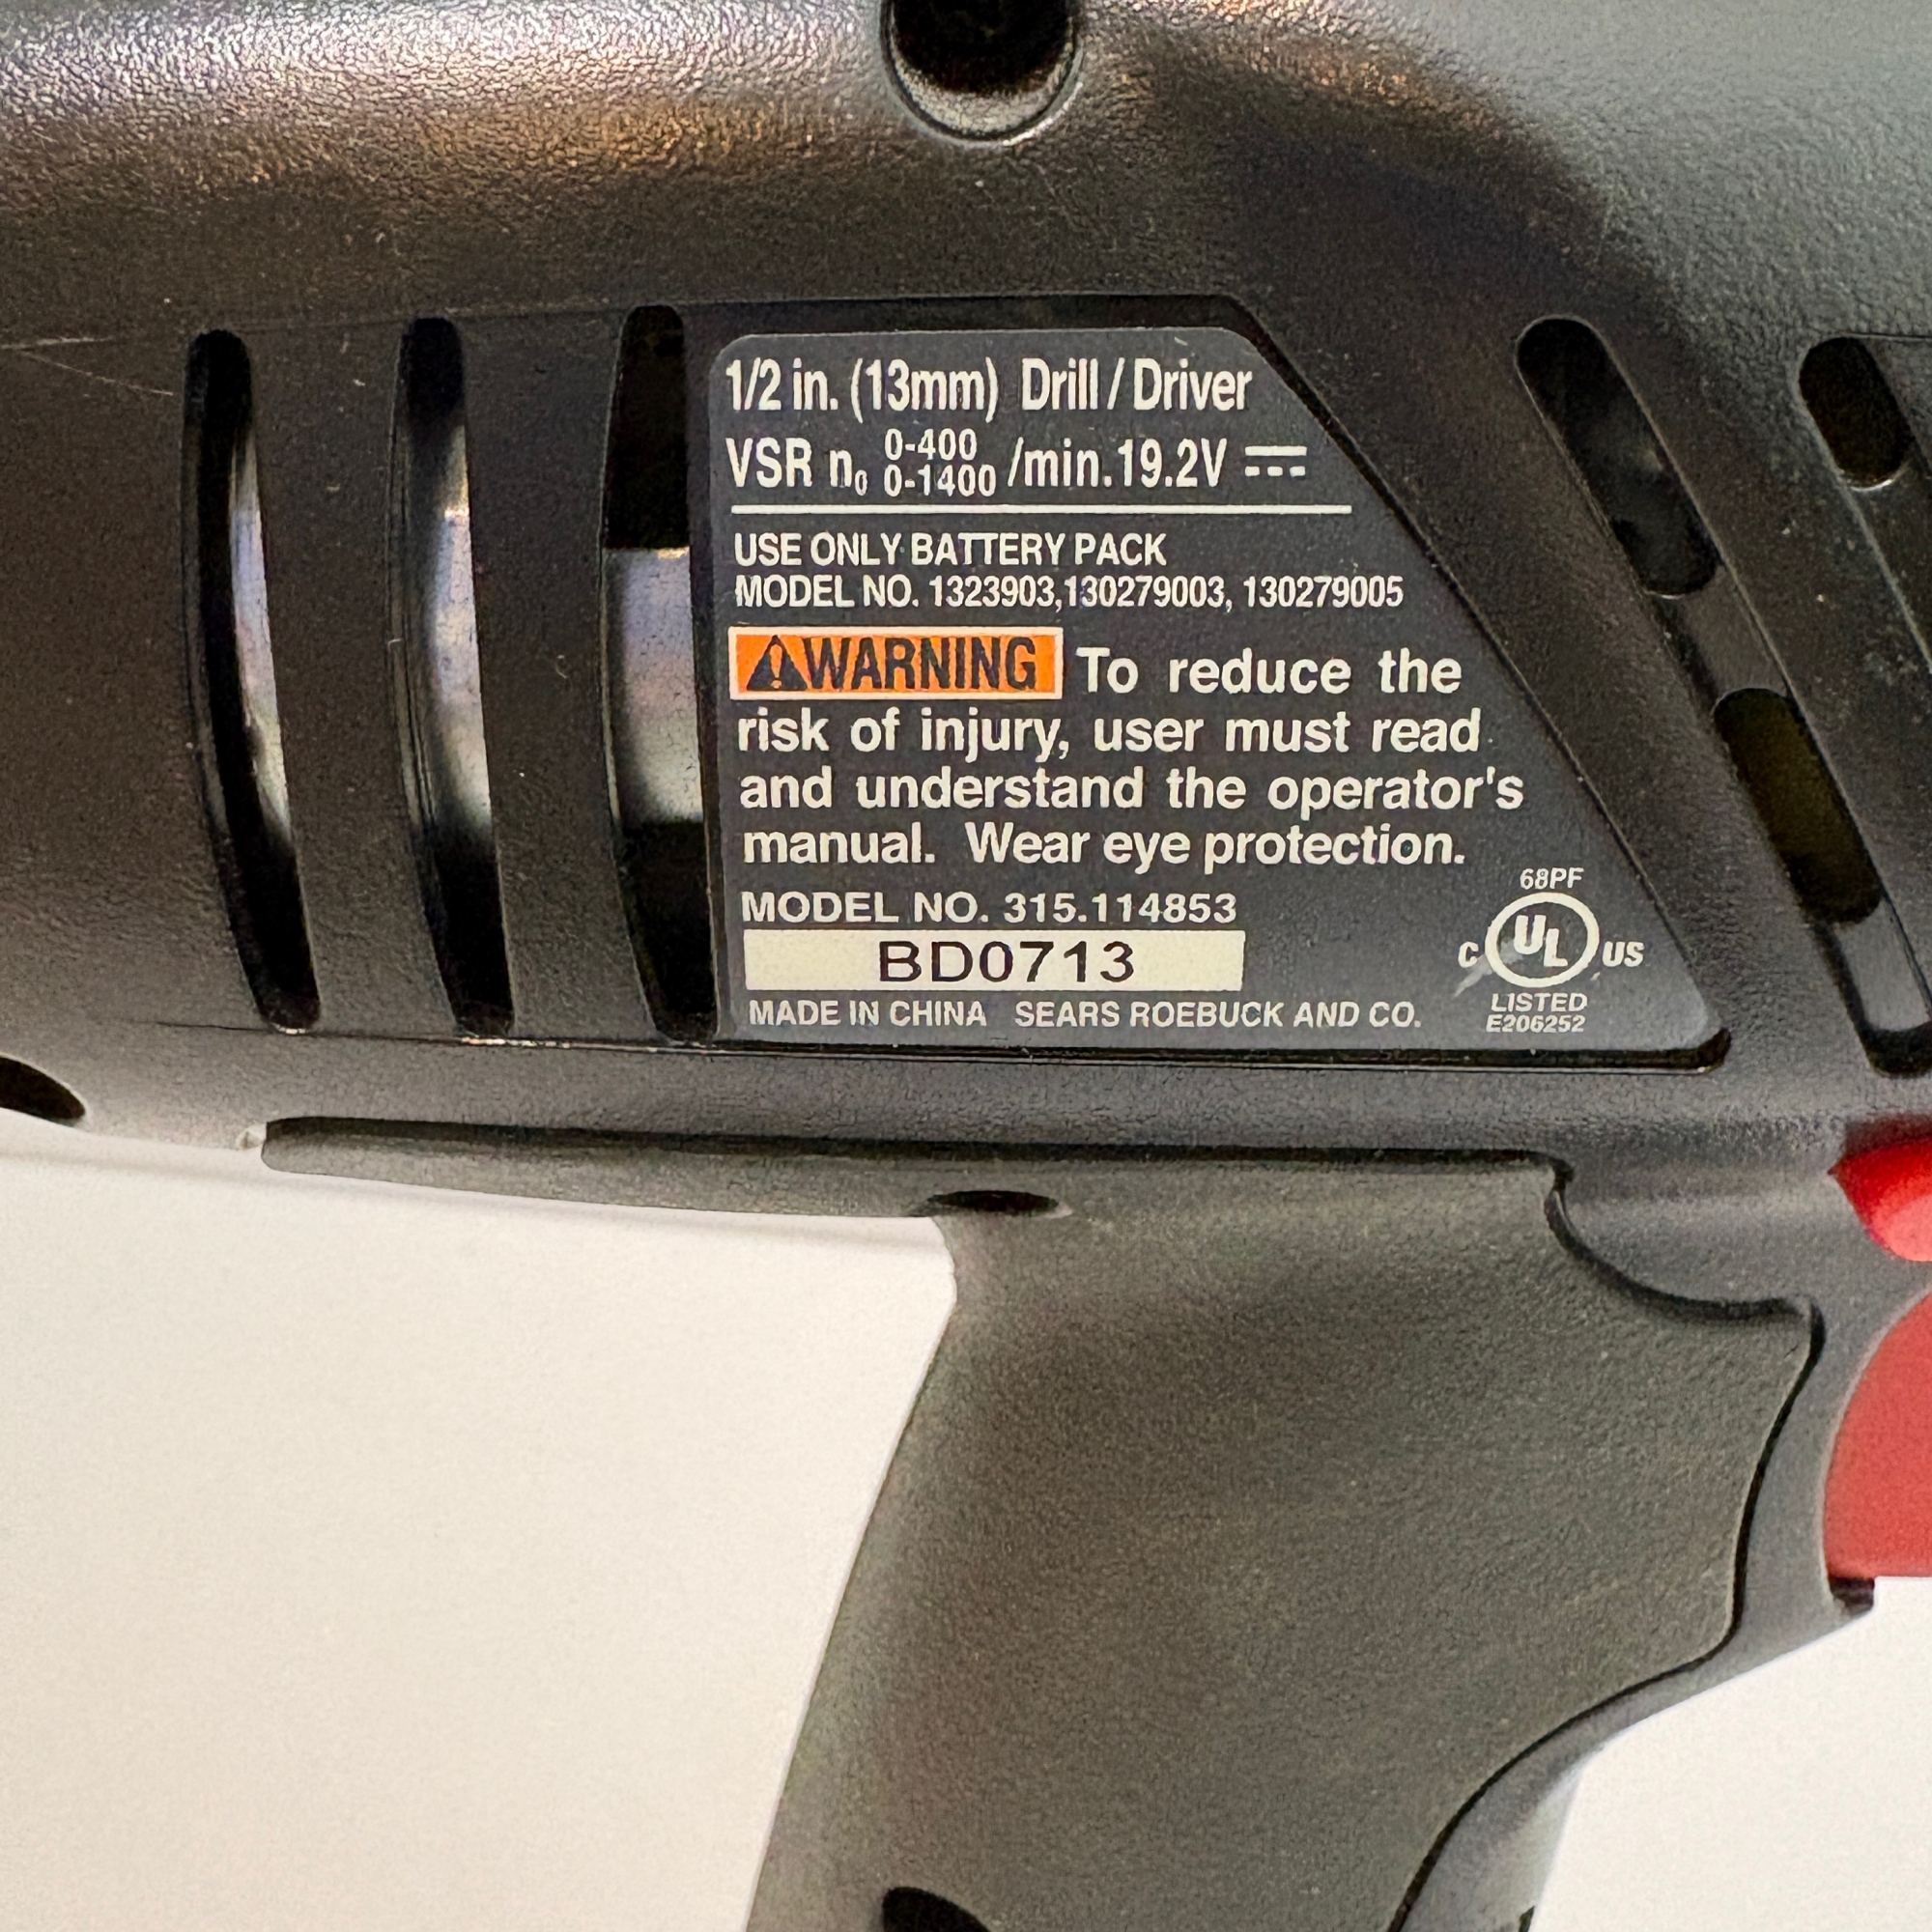 1/2 in. (13mm) Drill / Driver
VSR n₀ 0-400 0-1400 /min. 19.2V
USE ONLY BATTERY PACK
MODEL NO. 1323903,130279003, 130279005
WARNING To reduce the
risk of injury, user must read
and understand the operator's
manual. Wear eye protection.
MODEL NO. 315.114853
BD0713
MADE IN CHINA SEARS ROEBUCK AND CO.
68PF
C UL US
LISTED
E206252